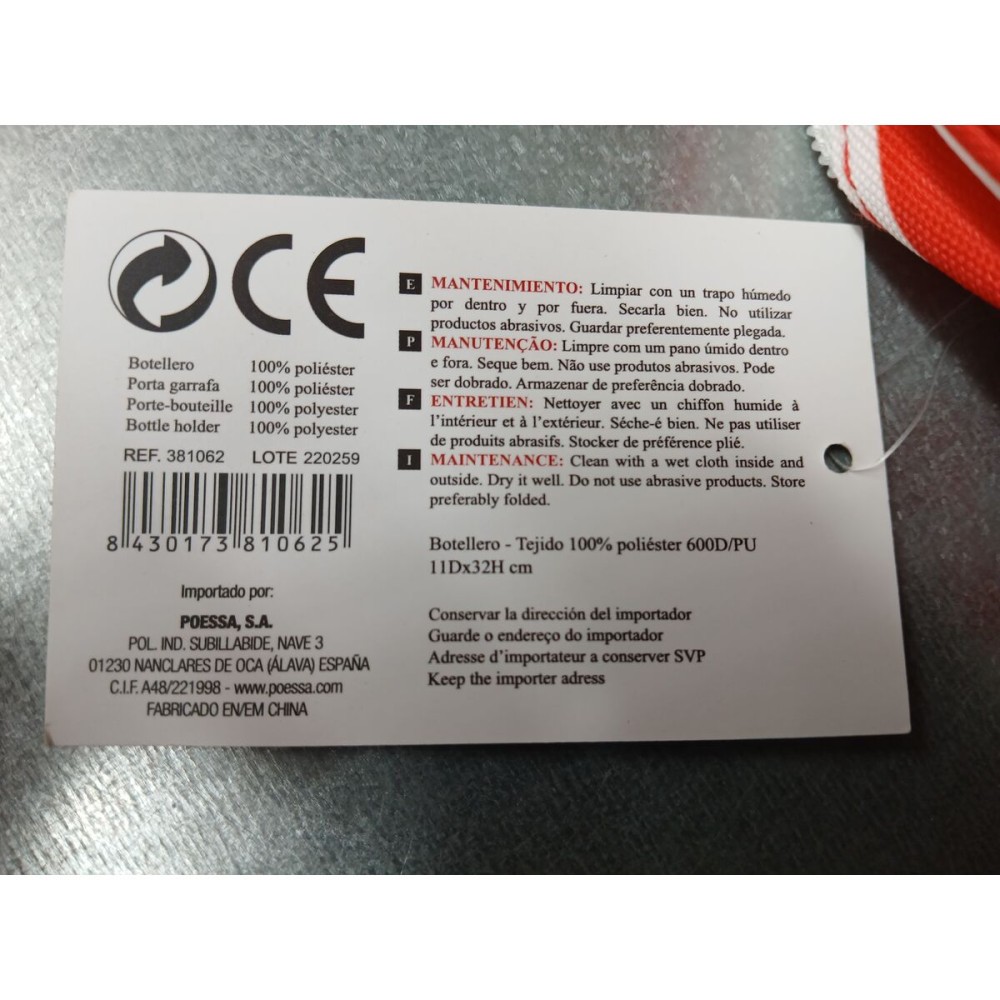 CE
Botellero 100% poliéster
Porta garrafa 100% poliéster
Porte-bouteille 100% polyester
Bottle holder 100% polyester
REF. 381062 LOTE 220259
8 430173 810625
Importado por:
POESSA, S.A.
POL. IND. SUBILLABIDE, NAVE 3
01230 NANCLARES DE OCA (ÁLAVA) ESPAÑA
C.I.F. A48/221998 - www.poessa.com
FABRICADO EN/EM CHINA
E MANTENIMIENTO: Limpiar con un trapo húmedo
por dentro y por fuera. Secarla bien. No utilizar
productos abrasivos. Guardar preferentemente plegada.
P MANUTENÇÃO: Limpre com um pano úmido dentro
e fora. Seque bem. Não use produtos abrasivos. Pode
ser dobrado. Armazenar de preferência dobrado.
F ENTRETIEN: Nettoyer avec un chiffon humide à
l'intérieur et à l'extérieur. Séche-é bien. Ne pas utiliser
de produits abrasifs. Stocker de préférence plié.
I MAINTENANCE: Clean with a wet cloth inside and
outside. Dry it well. Do not use abrasive products. Store
preferably folded.
Botellero - Tejido 100% poliéster 600D/PU
11Dx32H cm
Conservar la dirección del importador
Guarde o endereço do importador
Adresse d'importateur a conserver SVP
Keep the importer adress